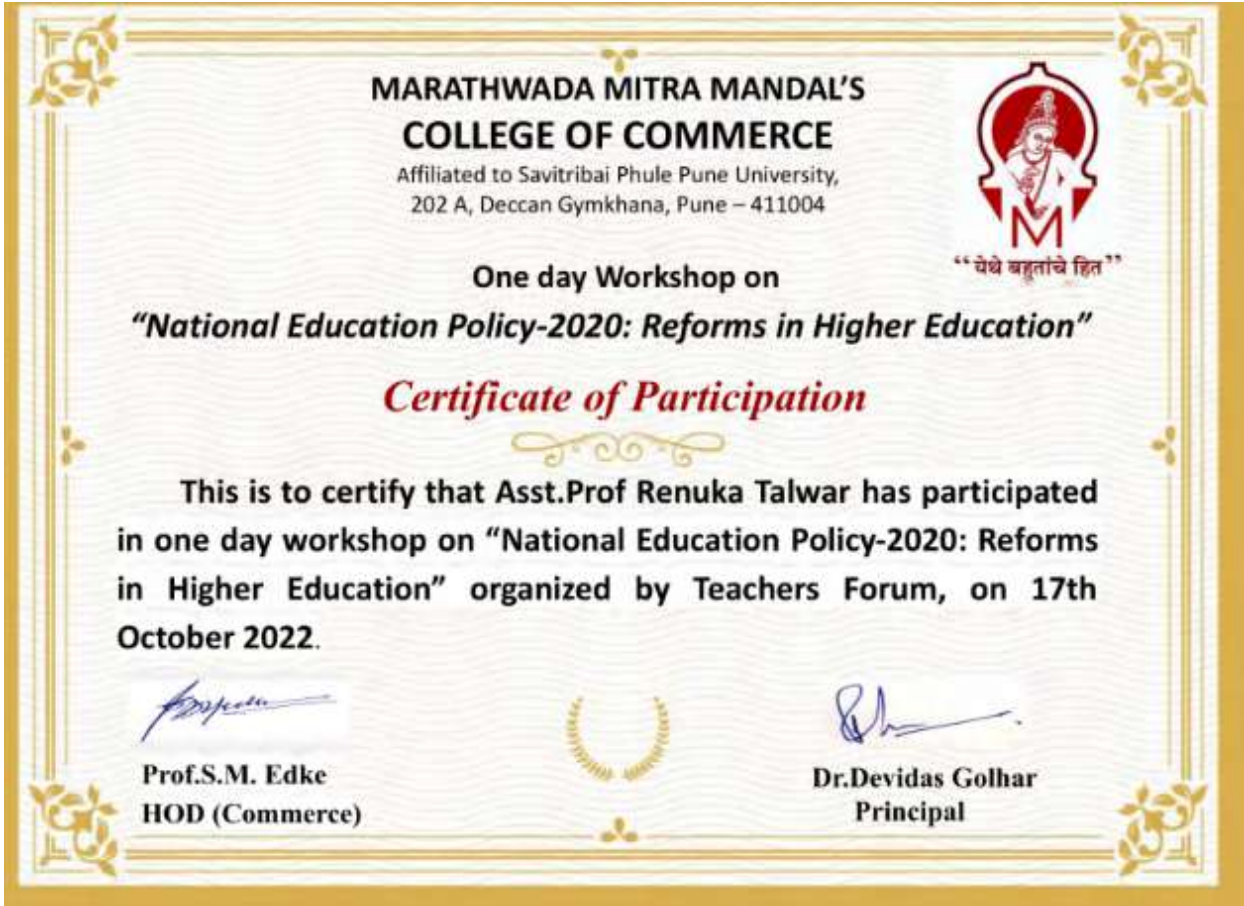 MARATHWADA MITRA MANDAL’S
COLLEGE OF COMMERCE
Affiliated to Savitribai Phule Pune University,
202 A, Deccan Gymkhana, Pune – 411004
M
“येथे बहुतांचे हित”
One day Workshop on
“National Education Policy-2020: Reforms in Higher Education”
Certificate of Participation
This is to certify that Asst.Prof Renuka Talwar has participated
in one day workshop on “National Education Policy-2020: Reforms
in Higher Education” organized by Teachers Forum, on 17th
October 2022.
Prof.S.M. Edke
HOD (Commerce)
Dr.Devidas Golhar
Principal